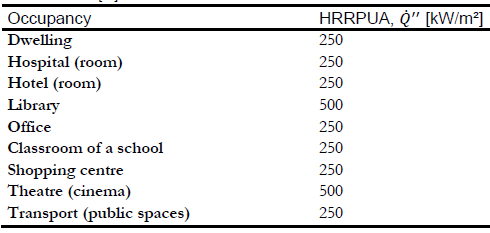 Occupancy HRRPUA, Q̇′′ [kW/m²]
Dwelling 250
Hospital (room) 250
Hotel (room) 250
Library 500
Office 250
Classroom of a school 250
Shopping centre 250
Theatre (cinema) 500
Transport (public spaces) 250